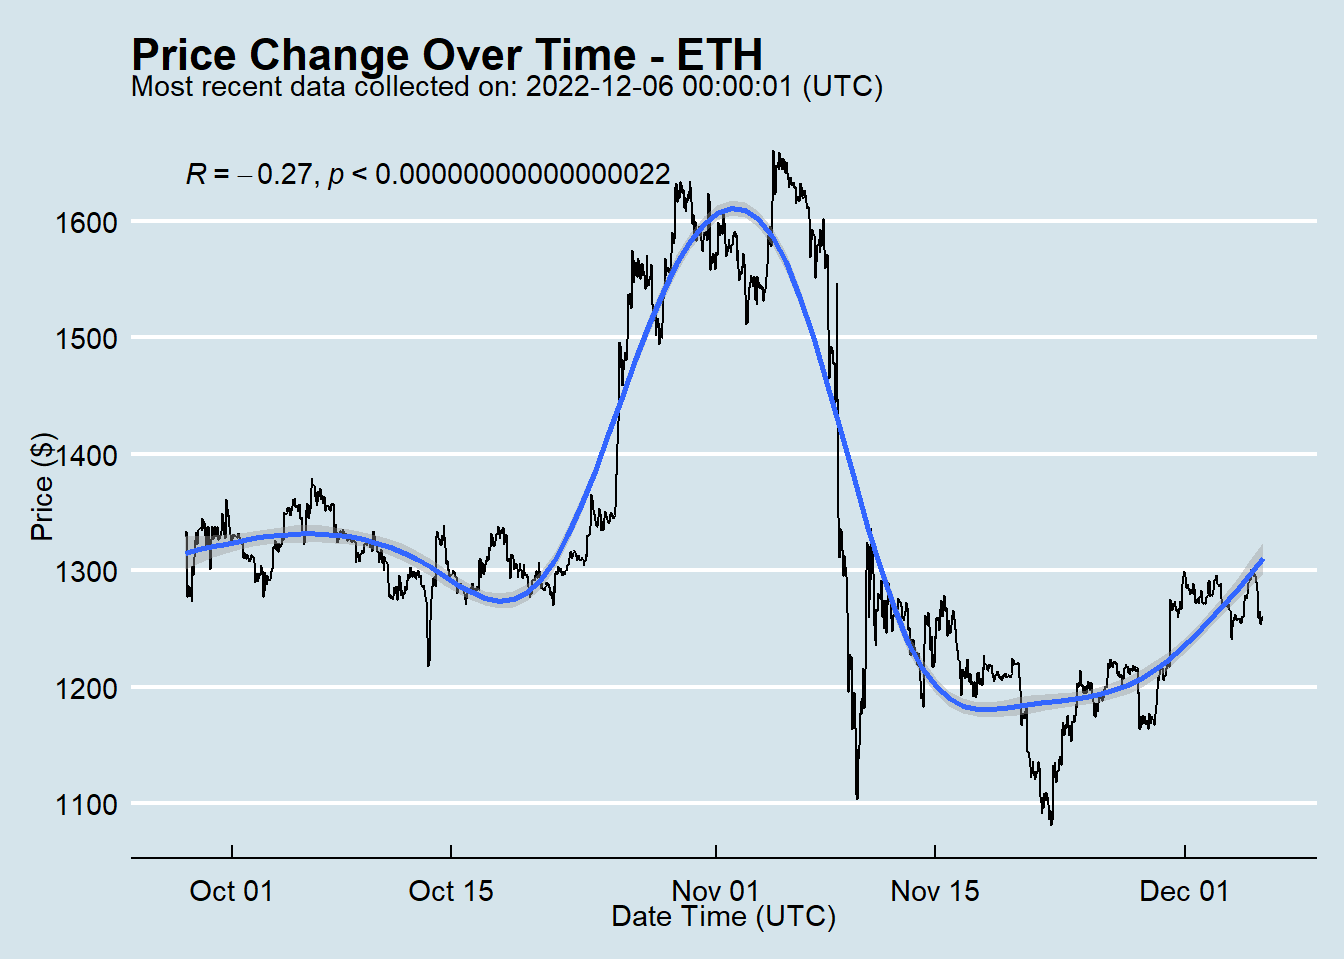 Price Change Over Time - ETH
Most recent data collected on: 2022-12-06 00:00:01 (UTC)
R = −0.27, p < 0.00000000000000022
1600
1500
1400
1300
1200
1100
Price ($)
Oct 01 Oct 15 Nov 01 Nov 15 Dec 01
Date Time (UTC)